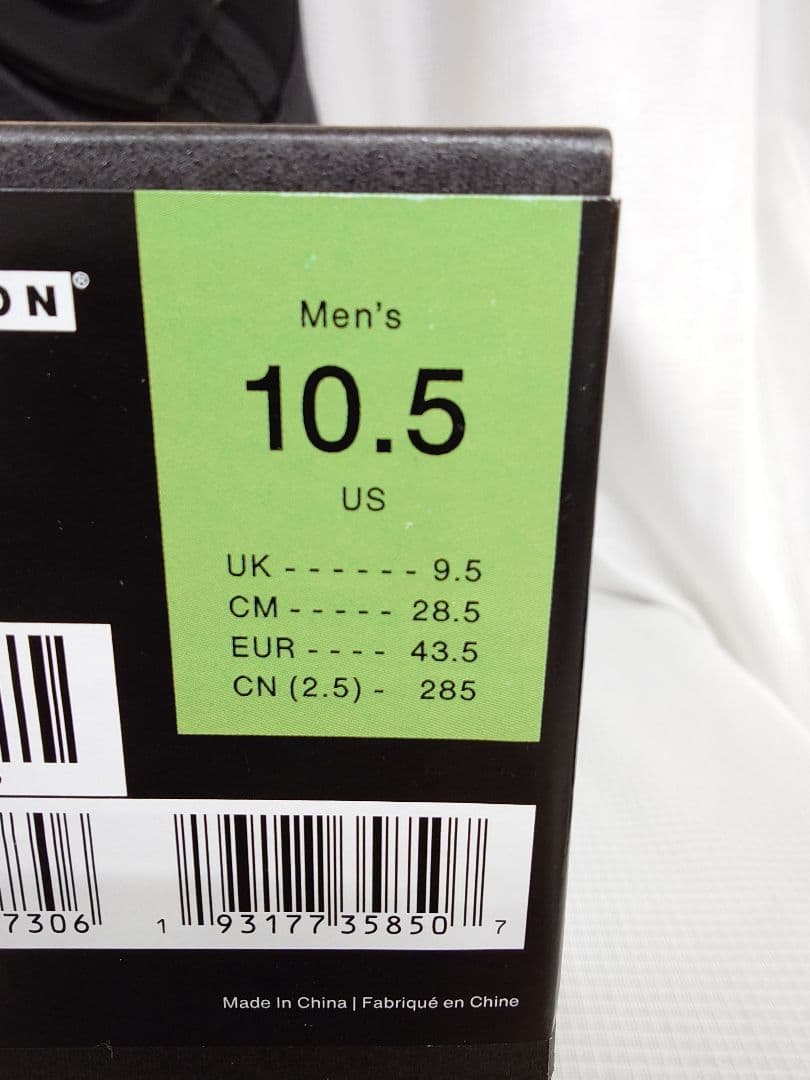 ON®
Men's
10.5
US
UK - - - - - - 9.5
CM - - - - - 28.5
EUR - - - - 43.5
CN (2.5) - 285
7306
1 93177 35850 7
Made In China | Fabriqué en Chine